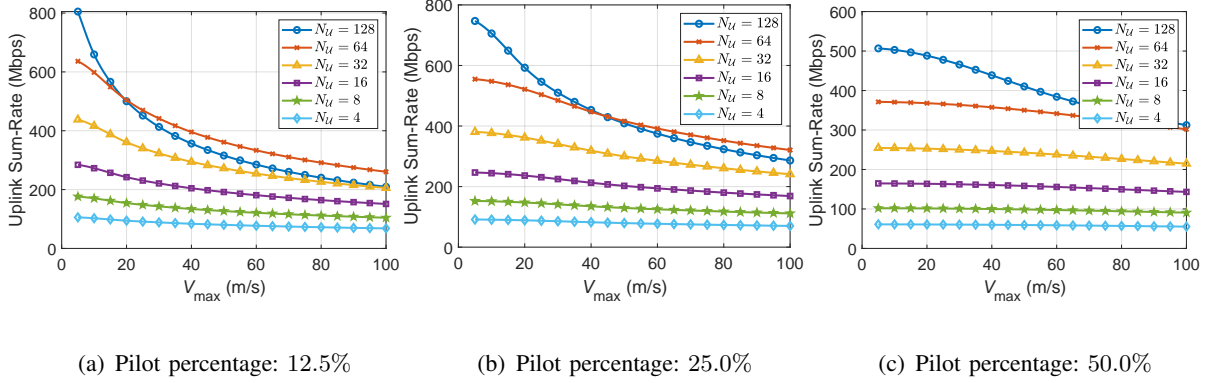 800
600
400
200
0
0
20
40
60
80
100
Uplink Sum-Rate (Mbps)
V_max (m/s)
N_𝒰 = 128
N_𝒰 = 64
N_𝒰 = 32
N_𝒰 = 16
N_𝒰 = 8
N_𝒰 = 4
(a) Pilot percentage: 12.5%
800
600
400
200
0
0
20
40
60
80
100
Uplink Sum-Rate (Mbps)
V_max (m/s)
N_𝒰 = 128
N_𝒰 = 64
N_𝒰 = 32
N_𝒰 = 16
N_𝒰 = 8
N_𝒰 = 4
(b) Pilot percentage: 25.0%
600
500
400
300
200
100
0
0
20
40
60
80
100
Uplink Sum-Rate (Mbps)
V_max (m/s)
N_𝒰 = 128
N_𝒰 = 64
N_𝒰 = 32
N_𝒰 = 16
N_𝒰 = 8
N_𝒰 = 4
(c) Pilot percentage: 50.0%